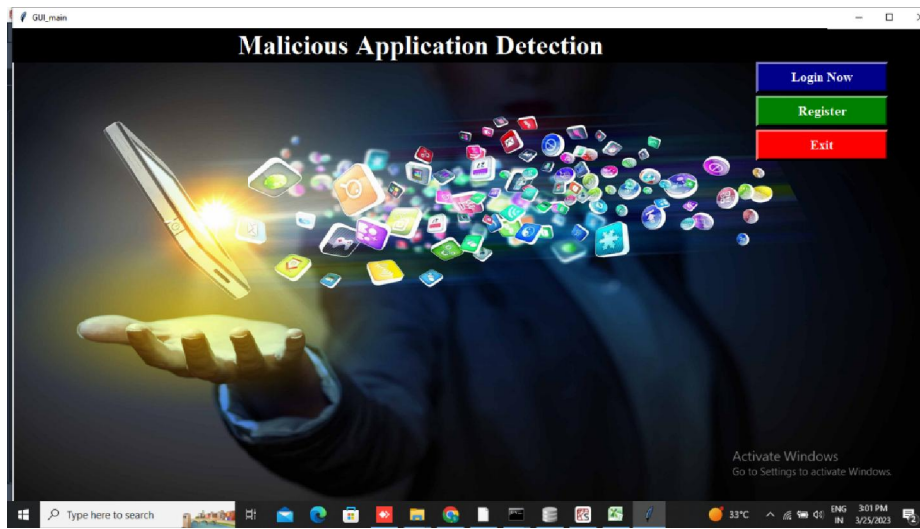 GUI_main
Malicious Application Detection
Login Now
Register
Exit
Activate Windows
Go to Settings to activate Windows.
Type here to search
33°C
ENG
IN
3:01 PM
3/25/2023